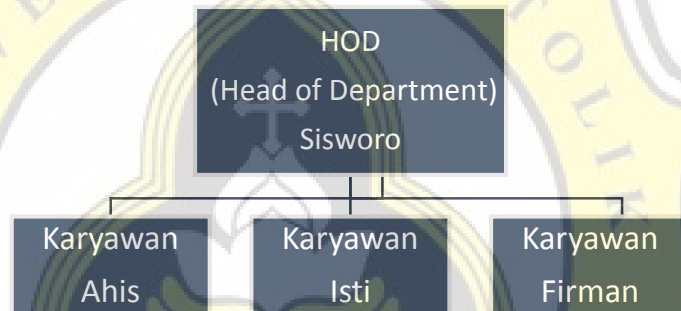 HOD
(Head of Department)
Sisworo
Karyawan
Ahis
Karyawan
Isti
Karyawan
Firman